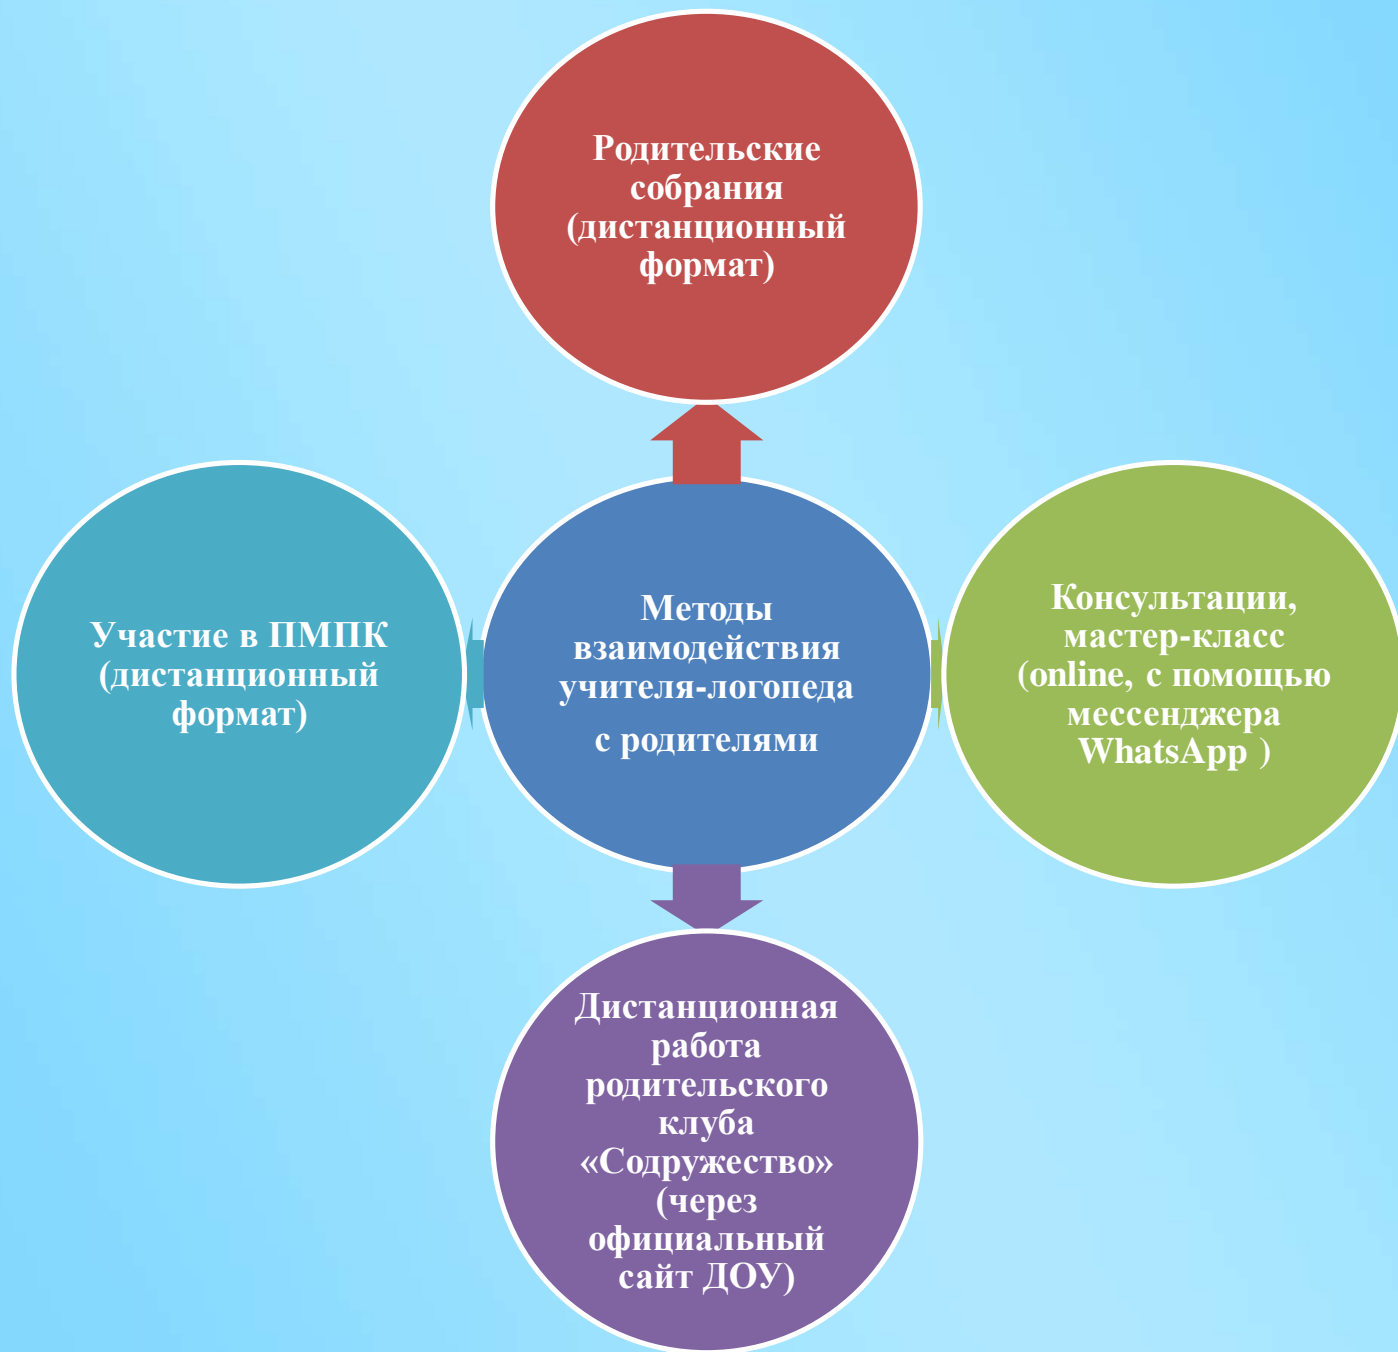 Родительские
собрания
(дистанционный
формат)
Участие в ПМПК
(дистанционный
формат)
Методы
взаимодействия
учителя-логопеда
с родителями
Консультации,
мастер-класс
(online, с помощью
мессенджера
WhatsApp )
Дистанционная
работа
родительского
клуба
«Содружество»
(через
официальный
сайт ДОУ)